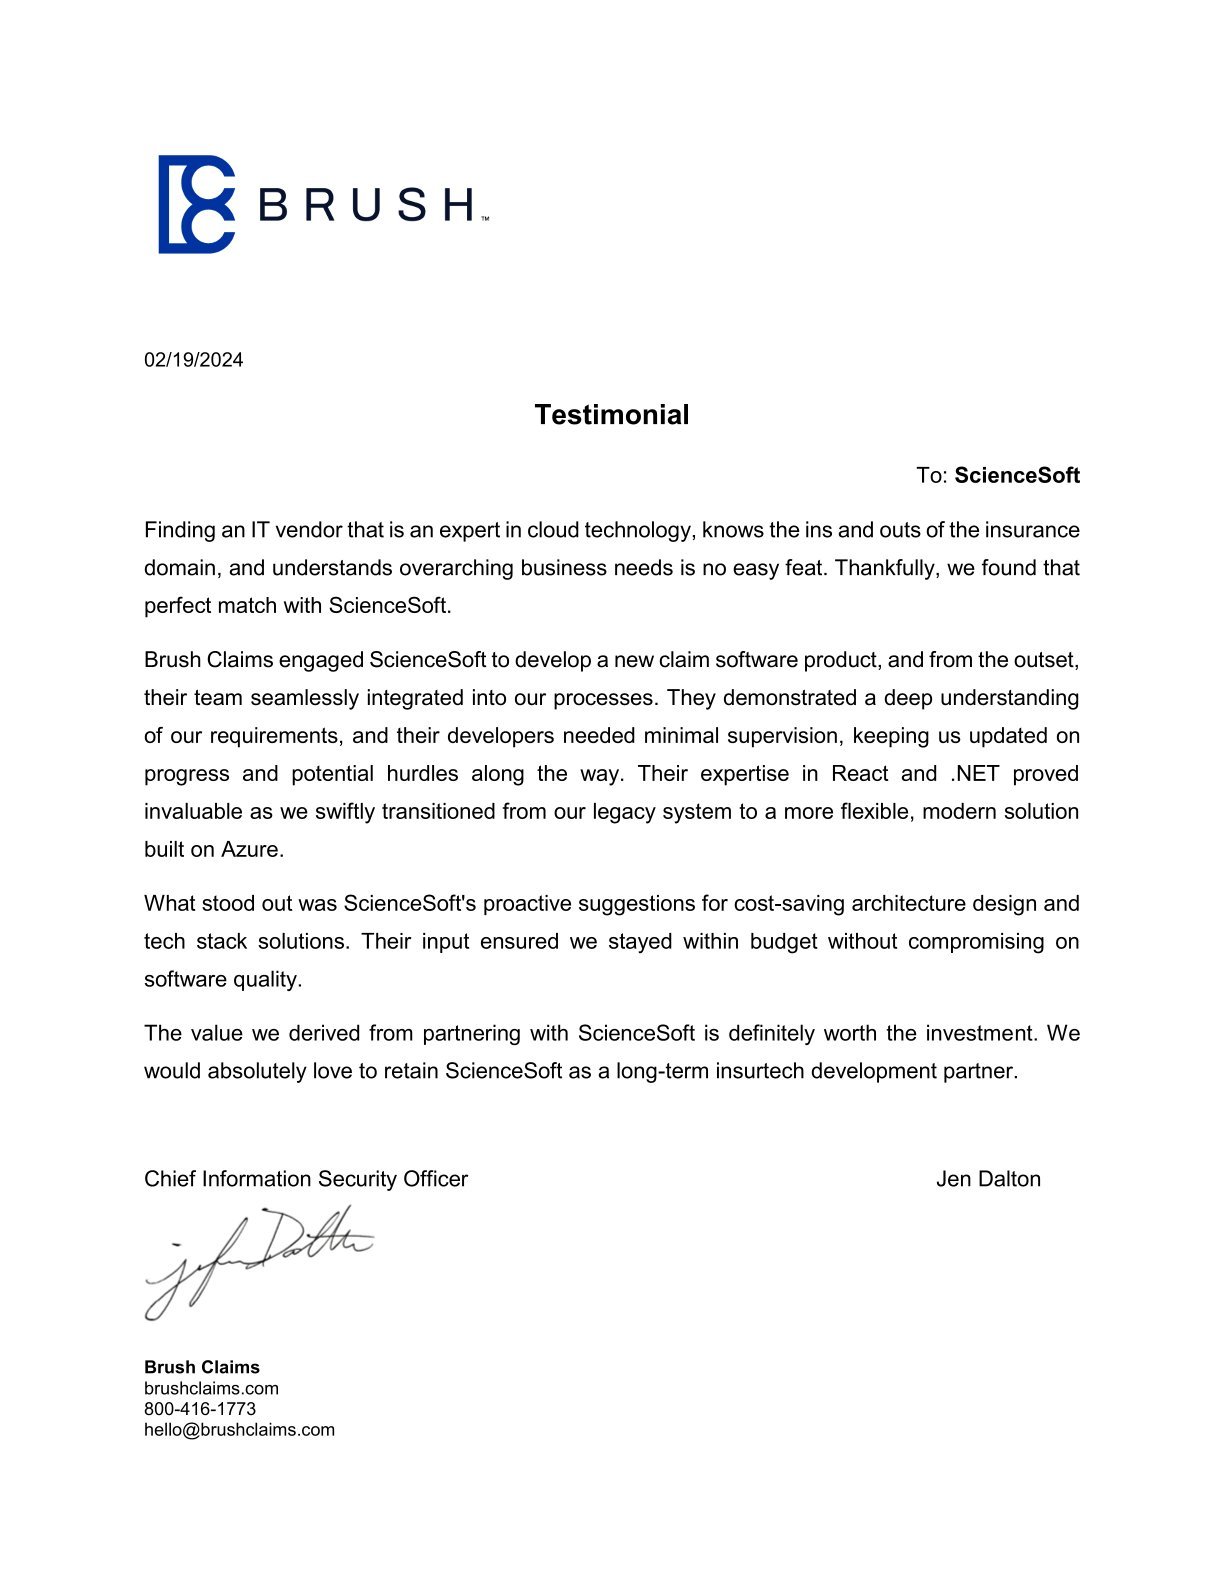 BRUSH™
02/19/2024
Testimonial
To: ScienceSoft
Finding an IT vendor that is an expert in cloud technology, knows the ins and outs of the insurance
domain, and understands overarching business needs is no easy feat. Thankfully, we found that
perfect match with ScienceSoft.
Brush Claims engaged ScienceSoft to develop a new claim software product, and from the outset,
their team seamlessly integrated into our processes. They demonstrated a deep understanding
of our requirements, and their developers needed minimal supervision, keeping us updated on
progress and potential hurdles along the way. Their expertise in React and .NET proved
invaluable as we swiftly transitioned from our legacy system to a more flexible, modern solution
built on Azure.
What stood out was ScienceSoft's proactive suggestions for cost-saving architecture design and
tech stack solutions. Their input ensured we stayed within budget without compromising on
software quality.
The value we derived from partnering with ScienceSoft is definitely worth the investment. We
would absolutely love to retain ScienceSoft as a long-term insurtech development partner.
Chief Information Security Officer Jen Dalton
Brush Claims
brushclaims.com
800-416-1773
hello@brushclaims.com